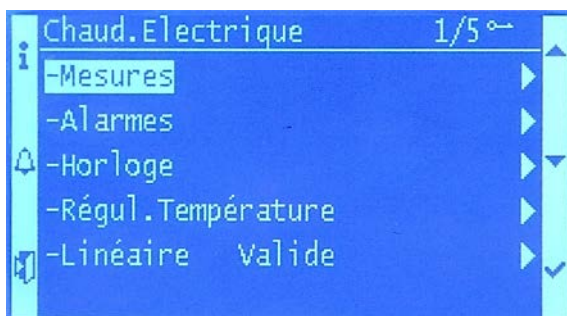 Chaud.Electrique 1/5
-Mesures
-Alarmes
-Horloge
-Régul.Température
-Linéaire Valide